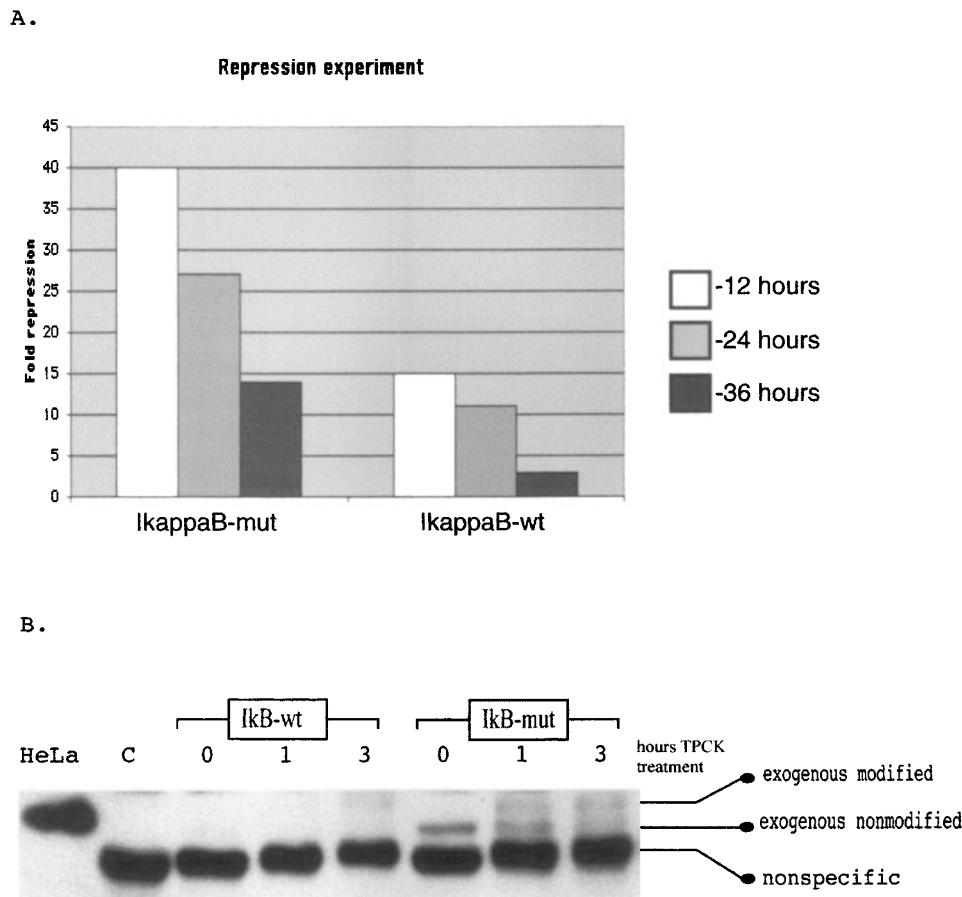 A.
Repression experiment
Fold repression
45
40
35
30
25
20
15
10
5
0
IkappaB-mut
IkappaB-wt
-12 hours
-24 hours
-36 hours
B.
IkB-wt
IkB-mut
HeLa C 0 1 3 0 1 3
hours TPCK
treatment
exogenous modified
exogenous nonmodified
nonspecific